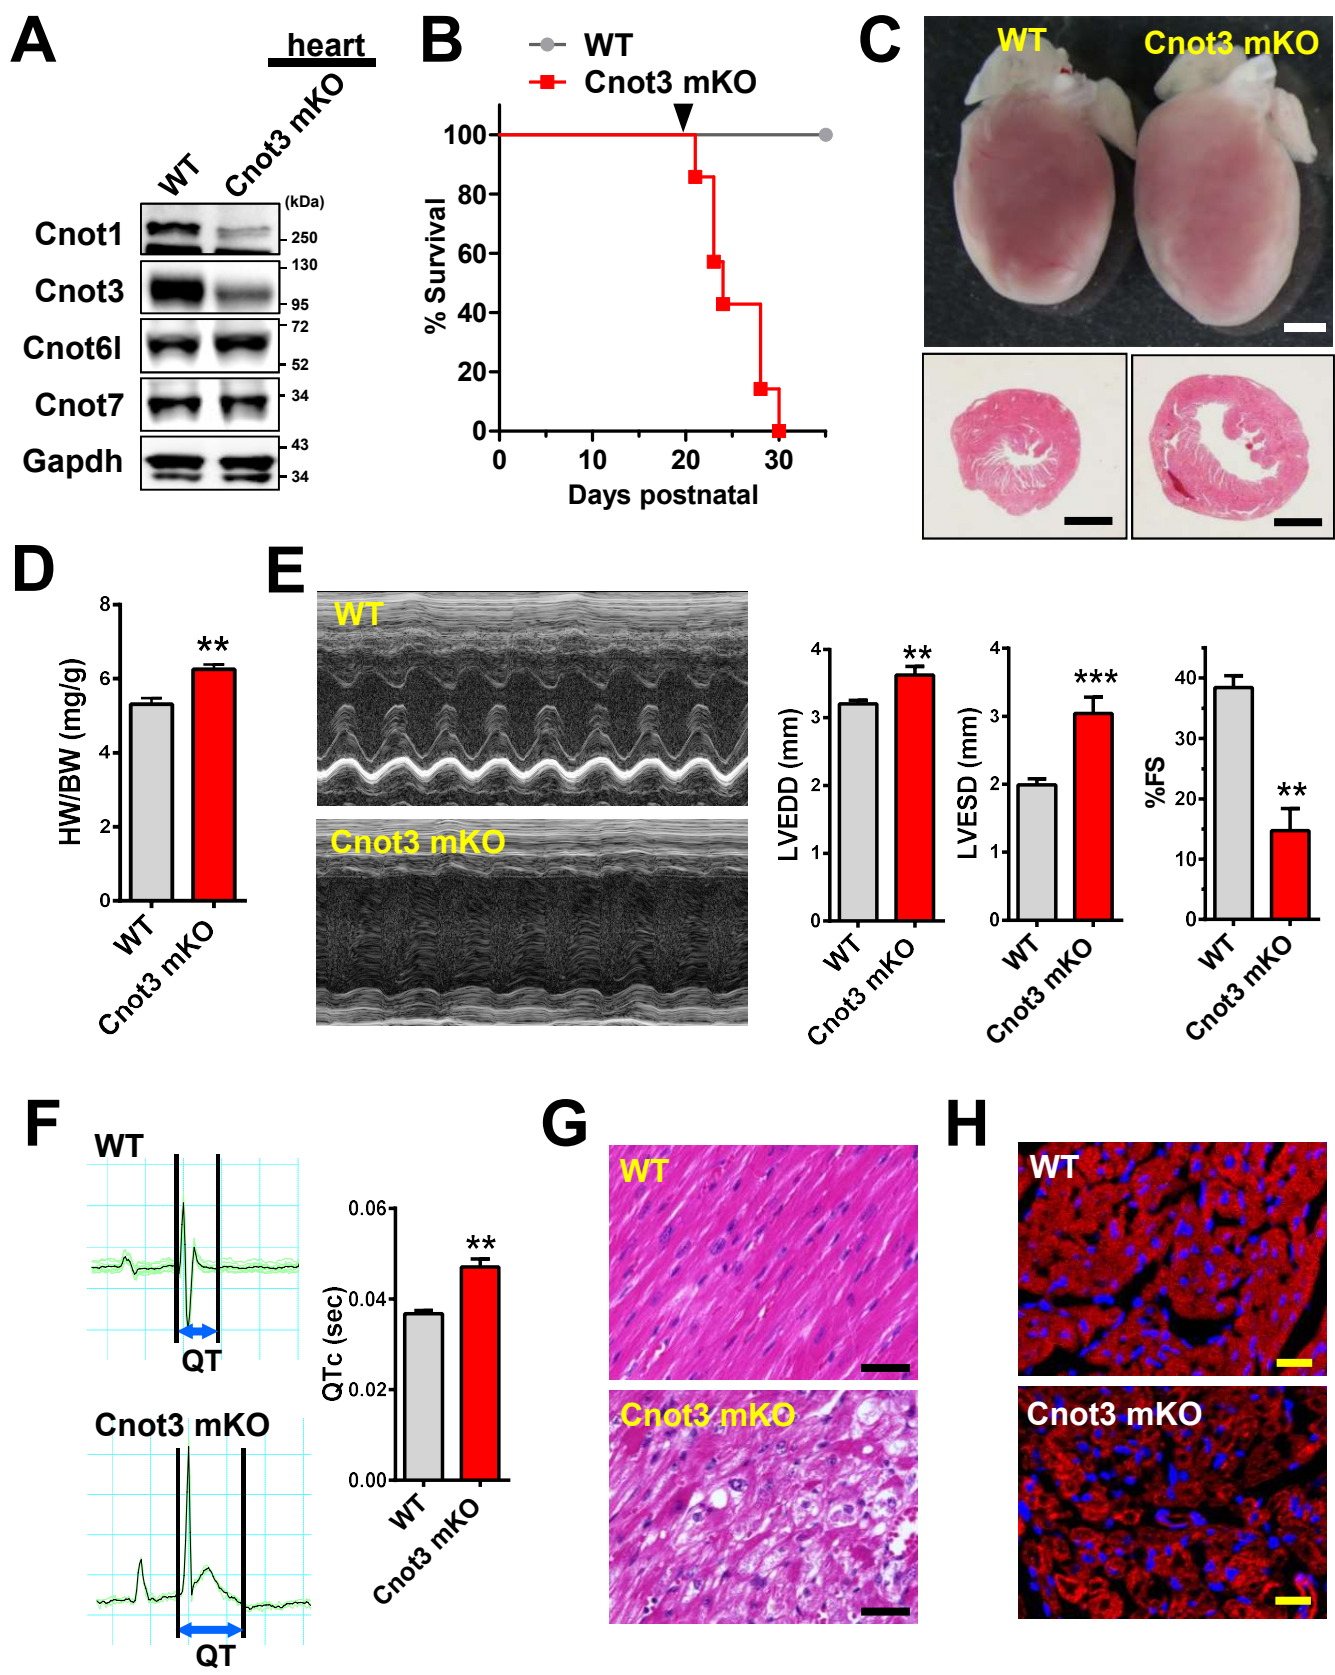 A
heart
WT
Cnot3 mKO
(kDa)
Cnot1
250
Cnot3
130
95
Cnot6l
72
52
Cnot7
34
Gapdh
43
34
B
WT
Cnot3 mKO
% Survival
100
80
60
40
20
0
0 10 20 30
Days postnatal
C
WT
Cnot3 mKO
D
HW/BW (mg/g)
8
6
4
2
0
**
WT
Cnot3 mKO
E
WT
Cnot3 mKO
LVEDD (mm)
4
3
2
1
0
**
WT
Cnot3 mKO
LVESD (mm)
4
3
2
1
0
***
WT
Cnot3 mKO
%FS
40
30
20
10
0
**
WT
Cnot3 mKO
F
WT
QT
Cnot3 mKO
QT
QTc (sec)
0.06
0.04
0.02
0.00
**
WT
Cnot3 mKO
G
WT
Cnot3 mKO
H
WT
Cnot3 mKO